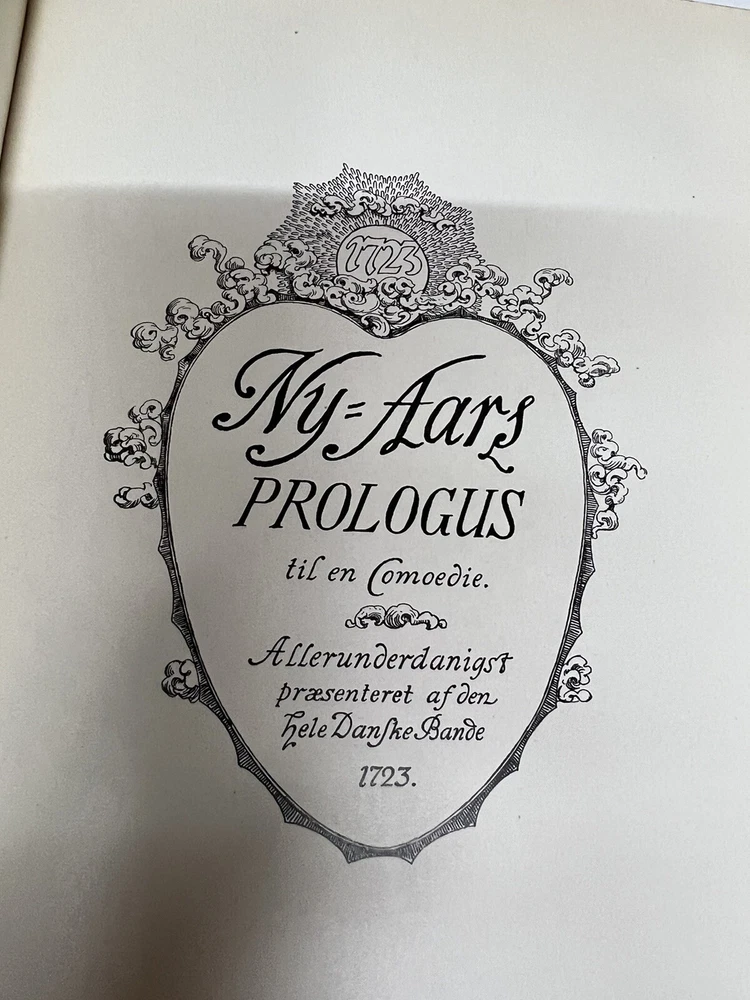 1723
Ny=Aars
PROLOGUS
til en Comoedie.
Allerunderdanigst
præsenteret af den
hele Danske Bande
1723.